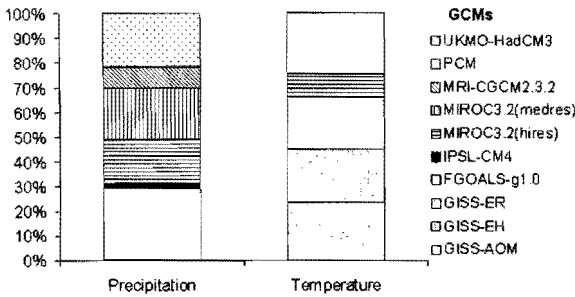 100%
90%
80%
70%
60%
50%
40%
30%
20%
10%
0%
Precipitation
Temperature
GCMs
UKMO-HadCM3
PCM
MRI-CGCM2.3.2
MIROC3.2(medres)
MIROC3.2(hires)
IPSL-CM4
FGOALS-g1.0
GISS-ER
GISS-EH
GISS-AOM